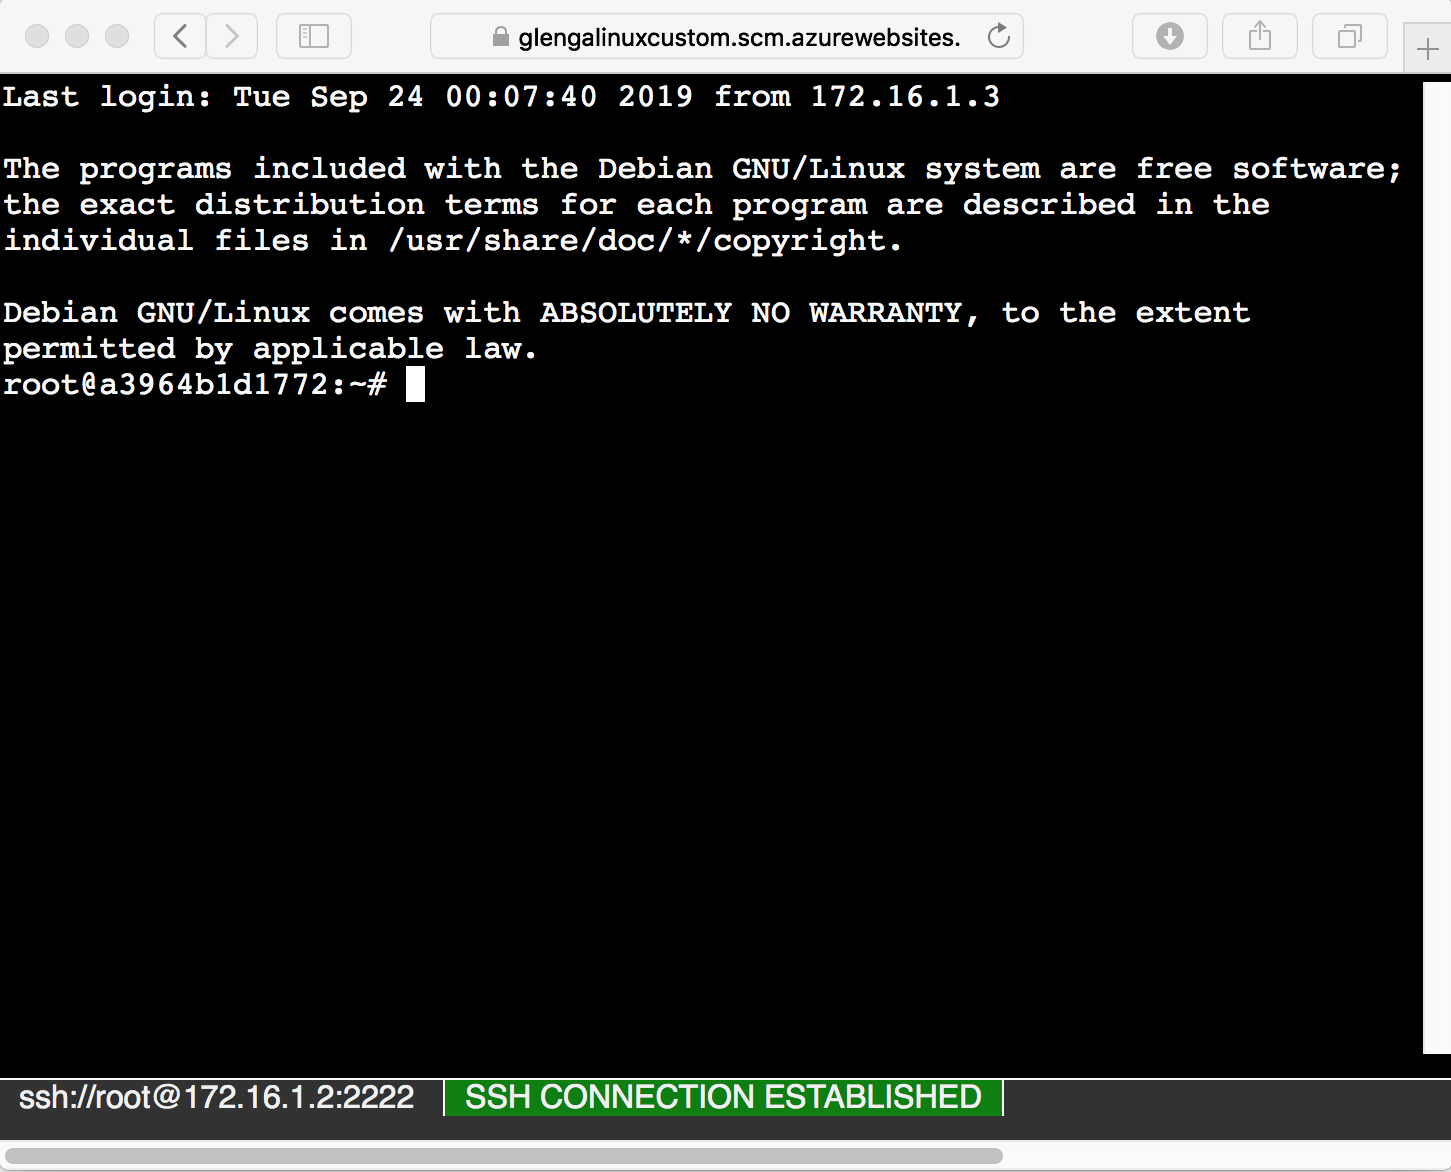 glengalinuxcustom.scm.azurewebsites.
Last login: Tue Sep 24 00:07:40 2019 from 172.16.1.3
The programs included with the Debian GNU/Linux system are free software;
the exact distribution terms for each program are described in the
individual files in /usr/share/doc/*/copyright.
Debian GNU/Linux comes with ABSOLUTELY NO WARRANTY, to the extent
permitted by applicable law.
root@a3964b1d1772:~#
ssh://root@172.16.1.2:2222 SSH CONNECTION ESTABLISHED